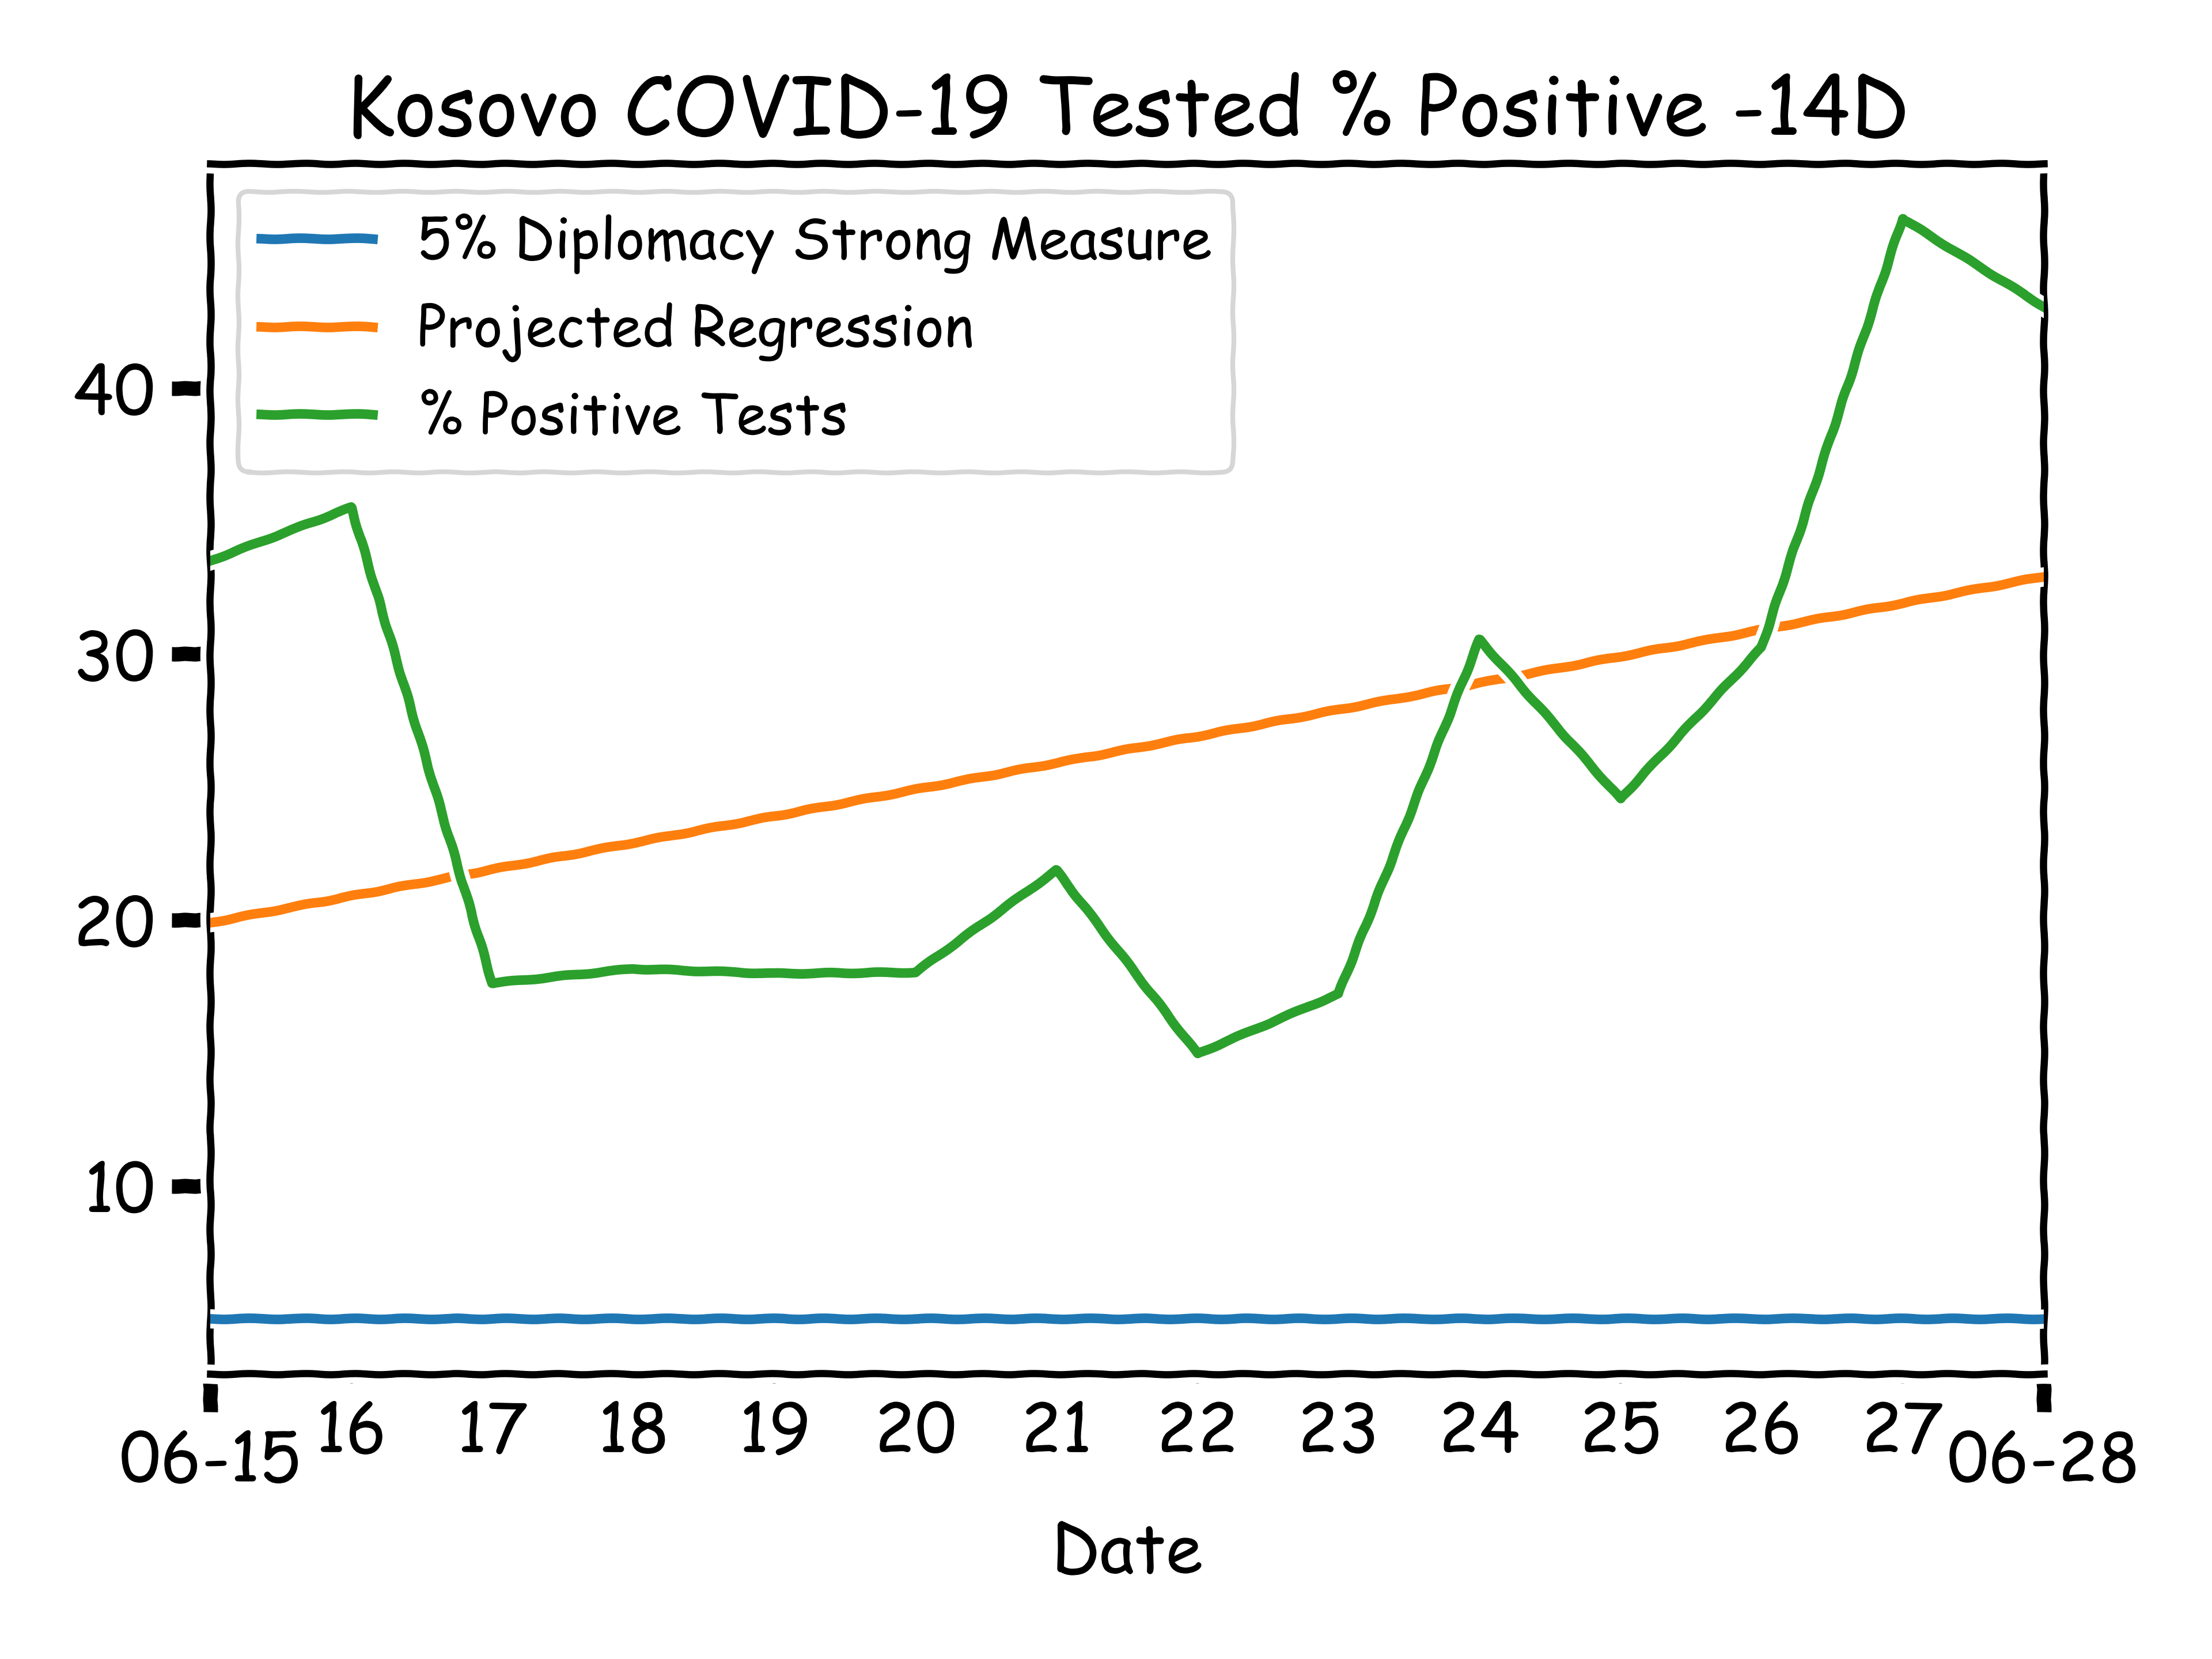 Kosovo COVID-19 Tested % Positive -14D
5% Diplomacy Strong Measure
Projected Regression
% Positive Tests
40
30
20
10
06-15 16 17 18 19 20 21 22 23 24 25 26 27 06-28
Date